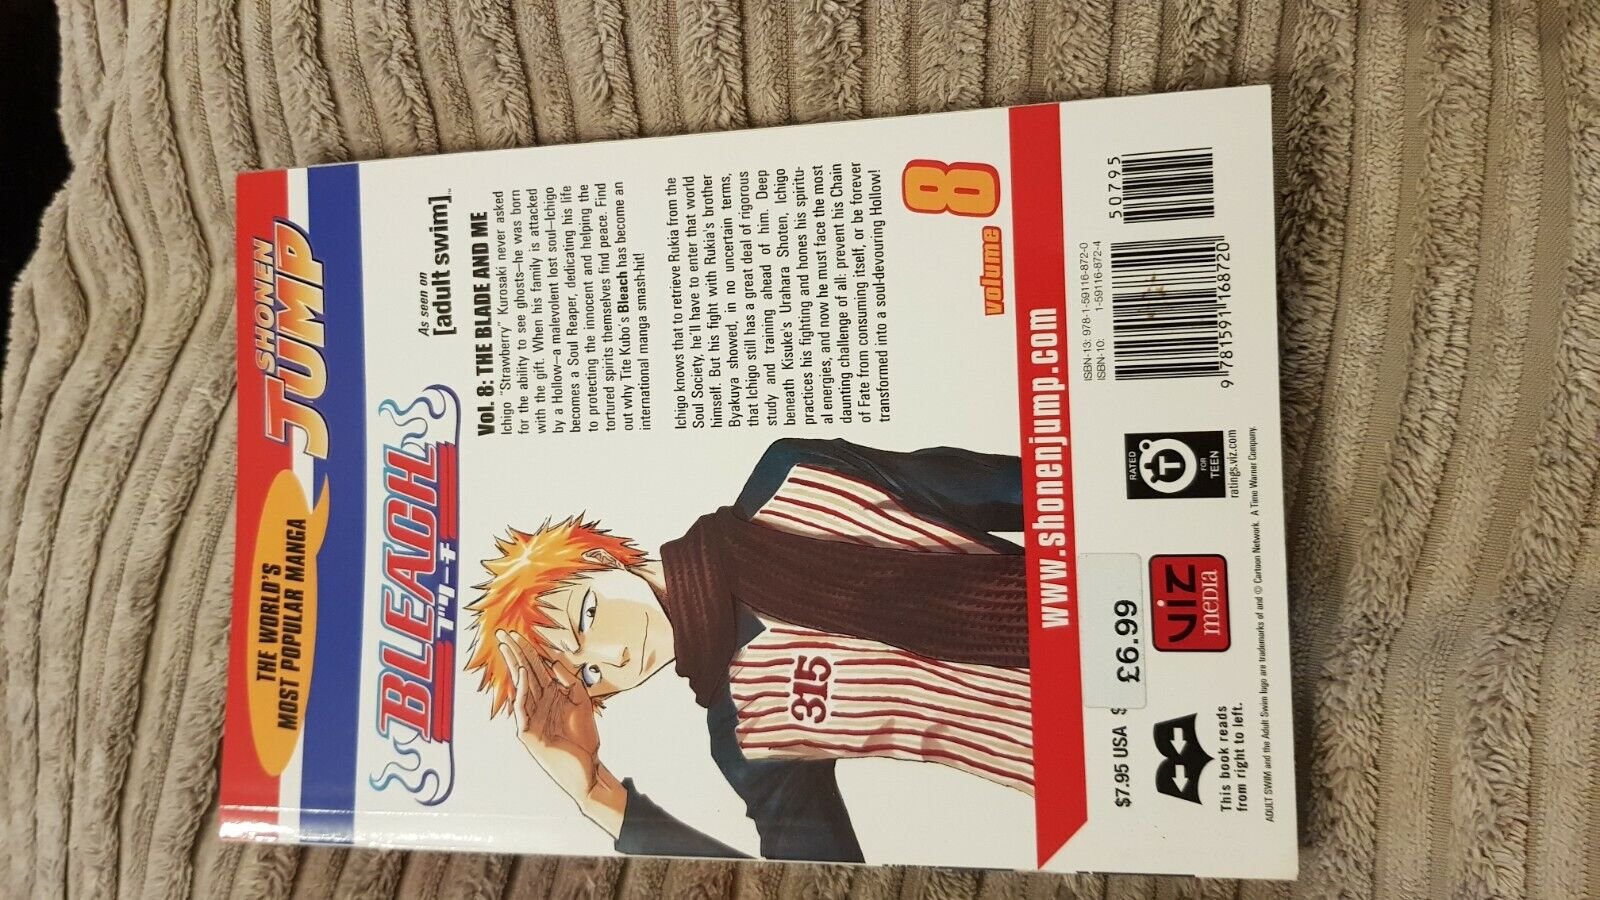 THE WORLD'S
MOST POPULAR MANGA
SHONEN
JUMP
BLEACH
ブリーチ
As seen on
[adult swim]™
Vol. 8: THE BLADE AND ME
Ichigo "Strawberry" Kurosaki never asked
for the ability to see ghosts–he was born
with the gift. When his family is attacked
by a Hollow–a malevolent lost soul–Ichigo
becomes a Soul Reaper, dedicating his life
to protecting the innocent and helping the
tortured spirits themselves find peace. Find
out why Tite Kubo's Bleach has become an
international manga smash-hit!
Ichigo knows that to retrieve Rukia from the
Soul Society, he'll have to enter that world
himself. But his fight with Rukia's brother
Byakuya showed, in no uncertain terms,
that Ichigo still has a great deal of rigorous
study and training ahead of him. Deep
beneath Kisuke's Urahara Shoten, Ichigo
practices his fighting and hones his spiritu-
al energies, and now he must face the most
daunting challenge of all: prevent his Chain
of Fate from consuming itself, or be forever
transformed into a soul-devouring Hollow!
315
volume 8
www.shonenjump.com
$7.95 USA $
£6.99
This book reads
from right to left.
VIZ
MEDIA
RATED
T
FOR
TEEN
ratings.viz.com
ISBN-13: 978-1-59116-872-0
ISBN-10: 1-59116-872-4
50795
9 781591 168720
ADULT SWIM and the Adult Swim logo are trademarks of and © Cartoon Network. A Time Warner Company.